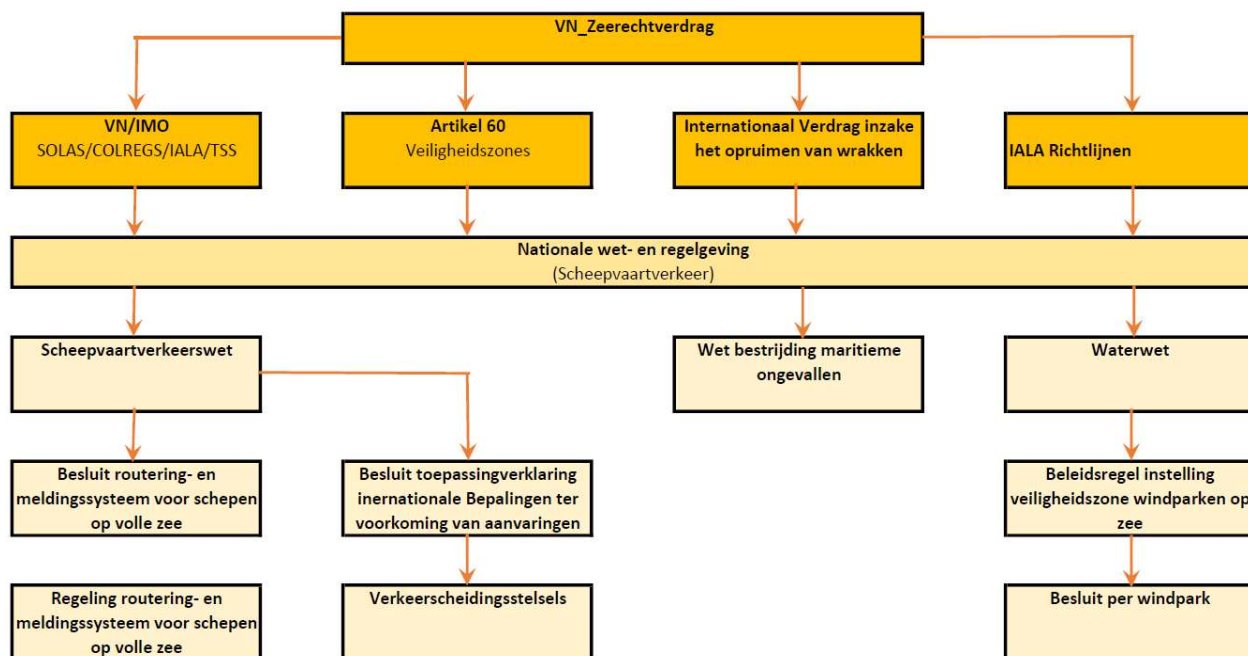 VN_Zeerechtverdrag
VN/IMO
SOLAS/COLREGS/IALA/TSS
Artikel 60
Veiligheidszones
Internationaal Verdrag inzake
het opruimen van wrakken
IALA Richtlijnen
Nationale wet- en regelgeving
(Scheepvaartverkeer)
Scheepvaartverkeerswet
Wet bestrijding maritieme
ongevallen
Waterwet
Besluit routering- en
meldingssysteem voor schepen
op volle zee
Besluit toepassingverklaring
inernationale Bepalingen ter
voorkoming van aanvaringen
Beleidsregel instelling
veiligheidszone windparken op
zee
Regeling routering- en
meldingssysteem voor schepen
op volle zee
Verkeerscheidingsstelsels
Besluit per windpark